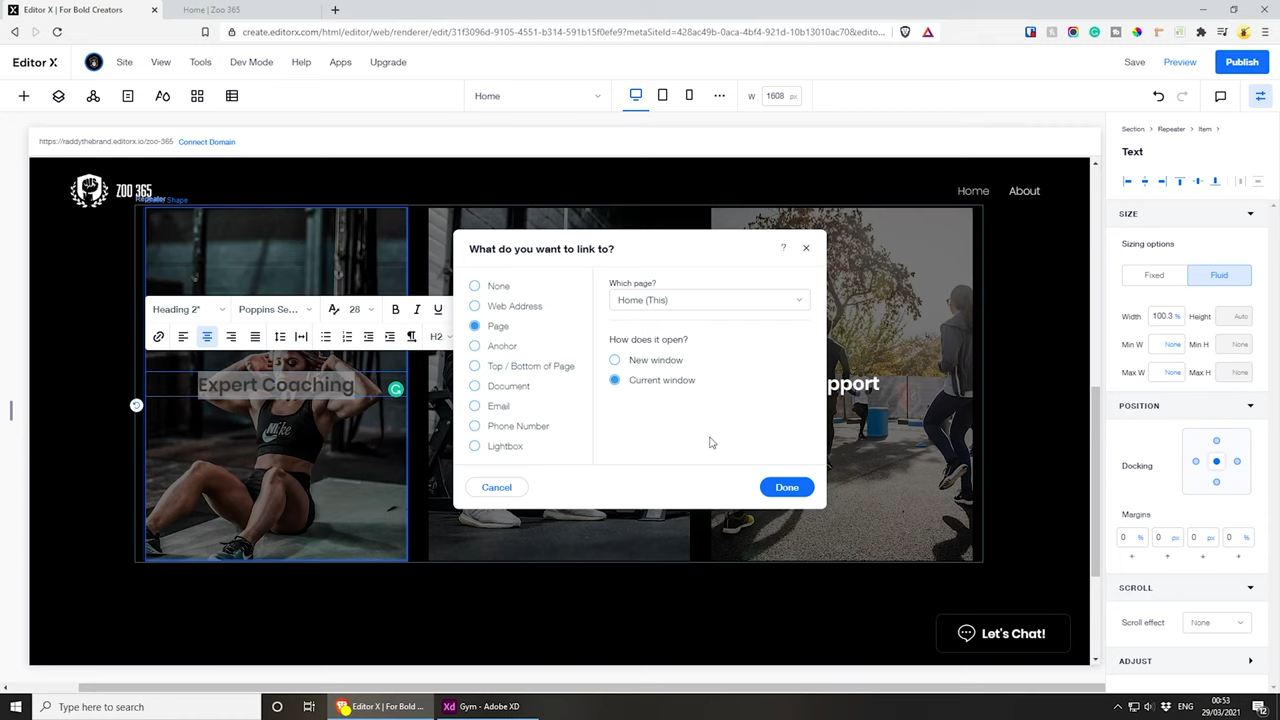 Editor X | For Bold Creators
Home | Zoo 365
create.editorx.com/html/editor/web/renderer/edit/31f3096d-9105-4551-b314-591b15f0efe9?metaSiteId=428ac49b-0aca-4bf4-921d-10b13010ac70&edito...
Editor X
Site
View
Tools
Dev Mode
Help
Apps
Upgrade
Save
Preview
Publish
Home
W
1608
px
https://raddythebrand.editorx.io/zoo-365
Connect Domain
Section
Repeater
Item
Text
ZOO 365
Home
About
Repeater
Shape
What do you want to link to?
?
None
Web Address
Page
Anchor
Top / Bottom of Page
Document
Email
Phone Number
Lightbox
Which page?
Home (This)
How does it open?
New window
Current window
Cancel
Done
Heading 2*
Poppins Se...
28
B
I
U
H2
Expert Coaching
NIKE
pport
Let's Chat!
SIZE
Sizing options
Fixed
Fluid
Width
100.3 %
Height
Auto
Min W
None
Min H
None
Max W
None
Max H
None
POSITION
Docking
Margins
0 %
0 px
0 %
0 %
SCROLL
Scroll effect
None
ADJUST
Type here to search
Editor X | For Bold ...
Gym - Adobe XD
ENG
00:53
29/03/2021
12